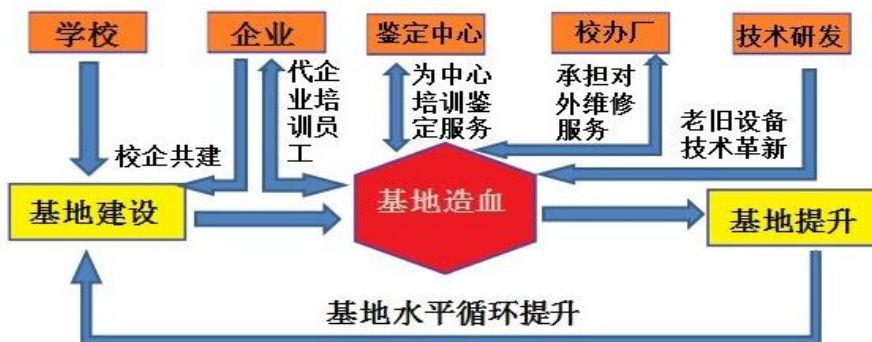 学校
企业
鉴定中心
校办厂
技术研发
代企
业培
训员
工
为中心
培训鉴
定服务
承担对
外维修
服务
老旧设备
技术革新
校企共建
基地建设
基地造血
基地提升
基地水平循环提升